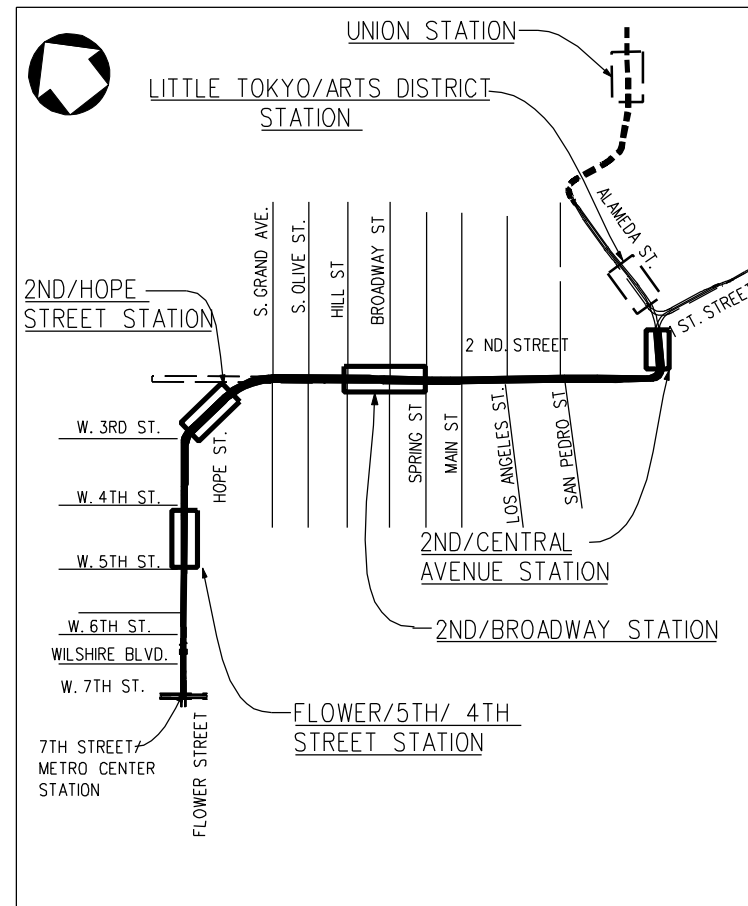 UNION STATION
LITTLE TOKYO/ARTS DISTRICT
STATION
ALAMEDA ST.
1 ST. STREET
S. GRAND AVE.
S. OLIVE ST.
HILL ST
BROADWAY ST
2ND/HOPE
STREET STATION
2 ND. STREET
W. 3RD ST.
HOPE ST.
SPRING ST
MAIN ST
LOS ANGELES ST.
SAN PEDRO ST.
W. 4TH ST.
W. 5TH ST.
2ND/CENTRAL
AVENUE STATION
W. 6TH ST.
2ND/BROADWAY STATION
WILSHIRE BLVD.
W. 7TH ST.
FLOWER/5TH/ 4TH
STREET STATION
7TH STREET/
METRO CENTER
STATION
FLOWER STREET